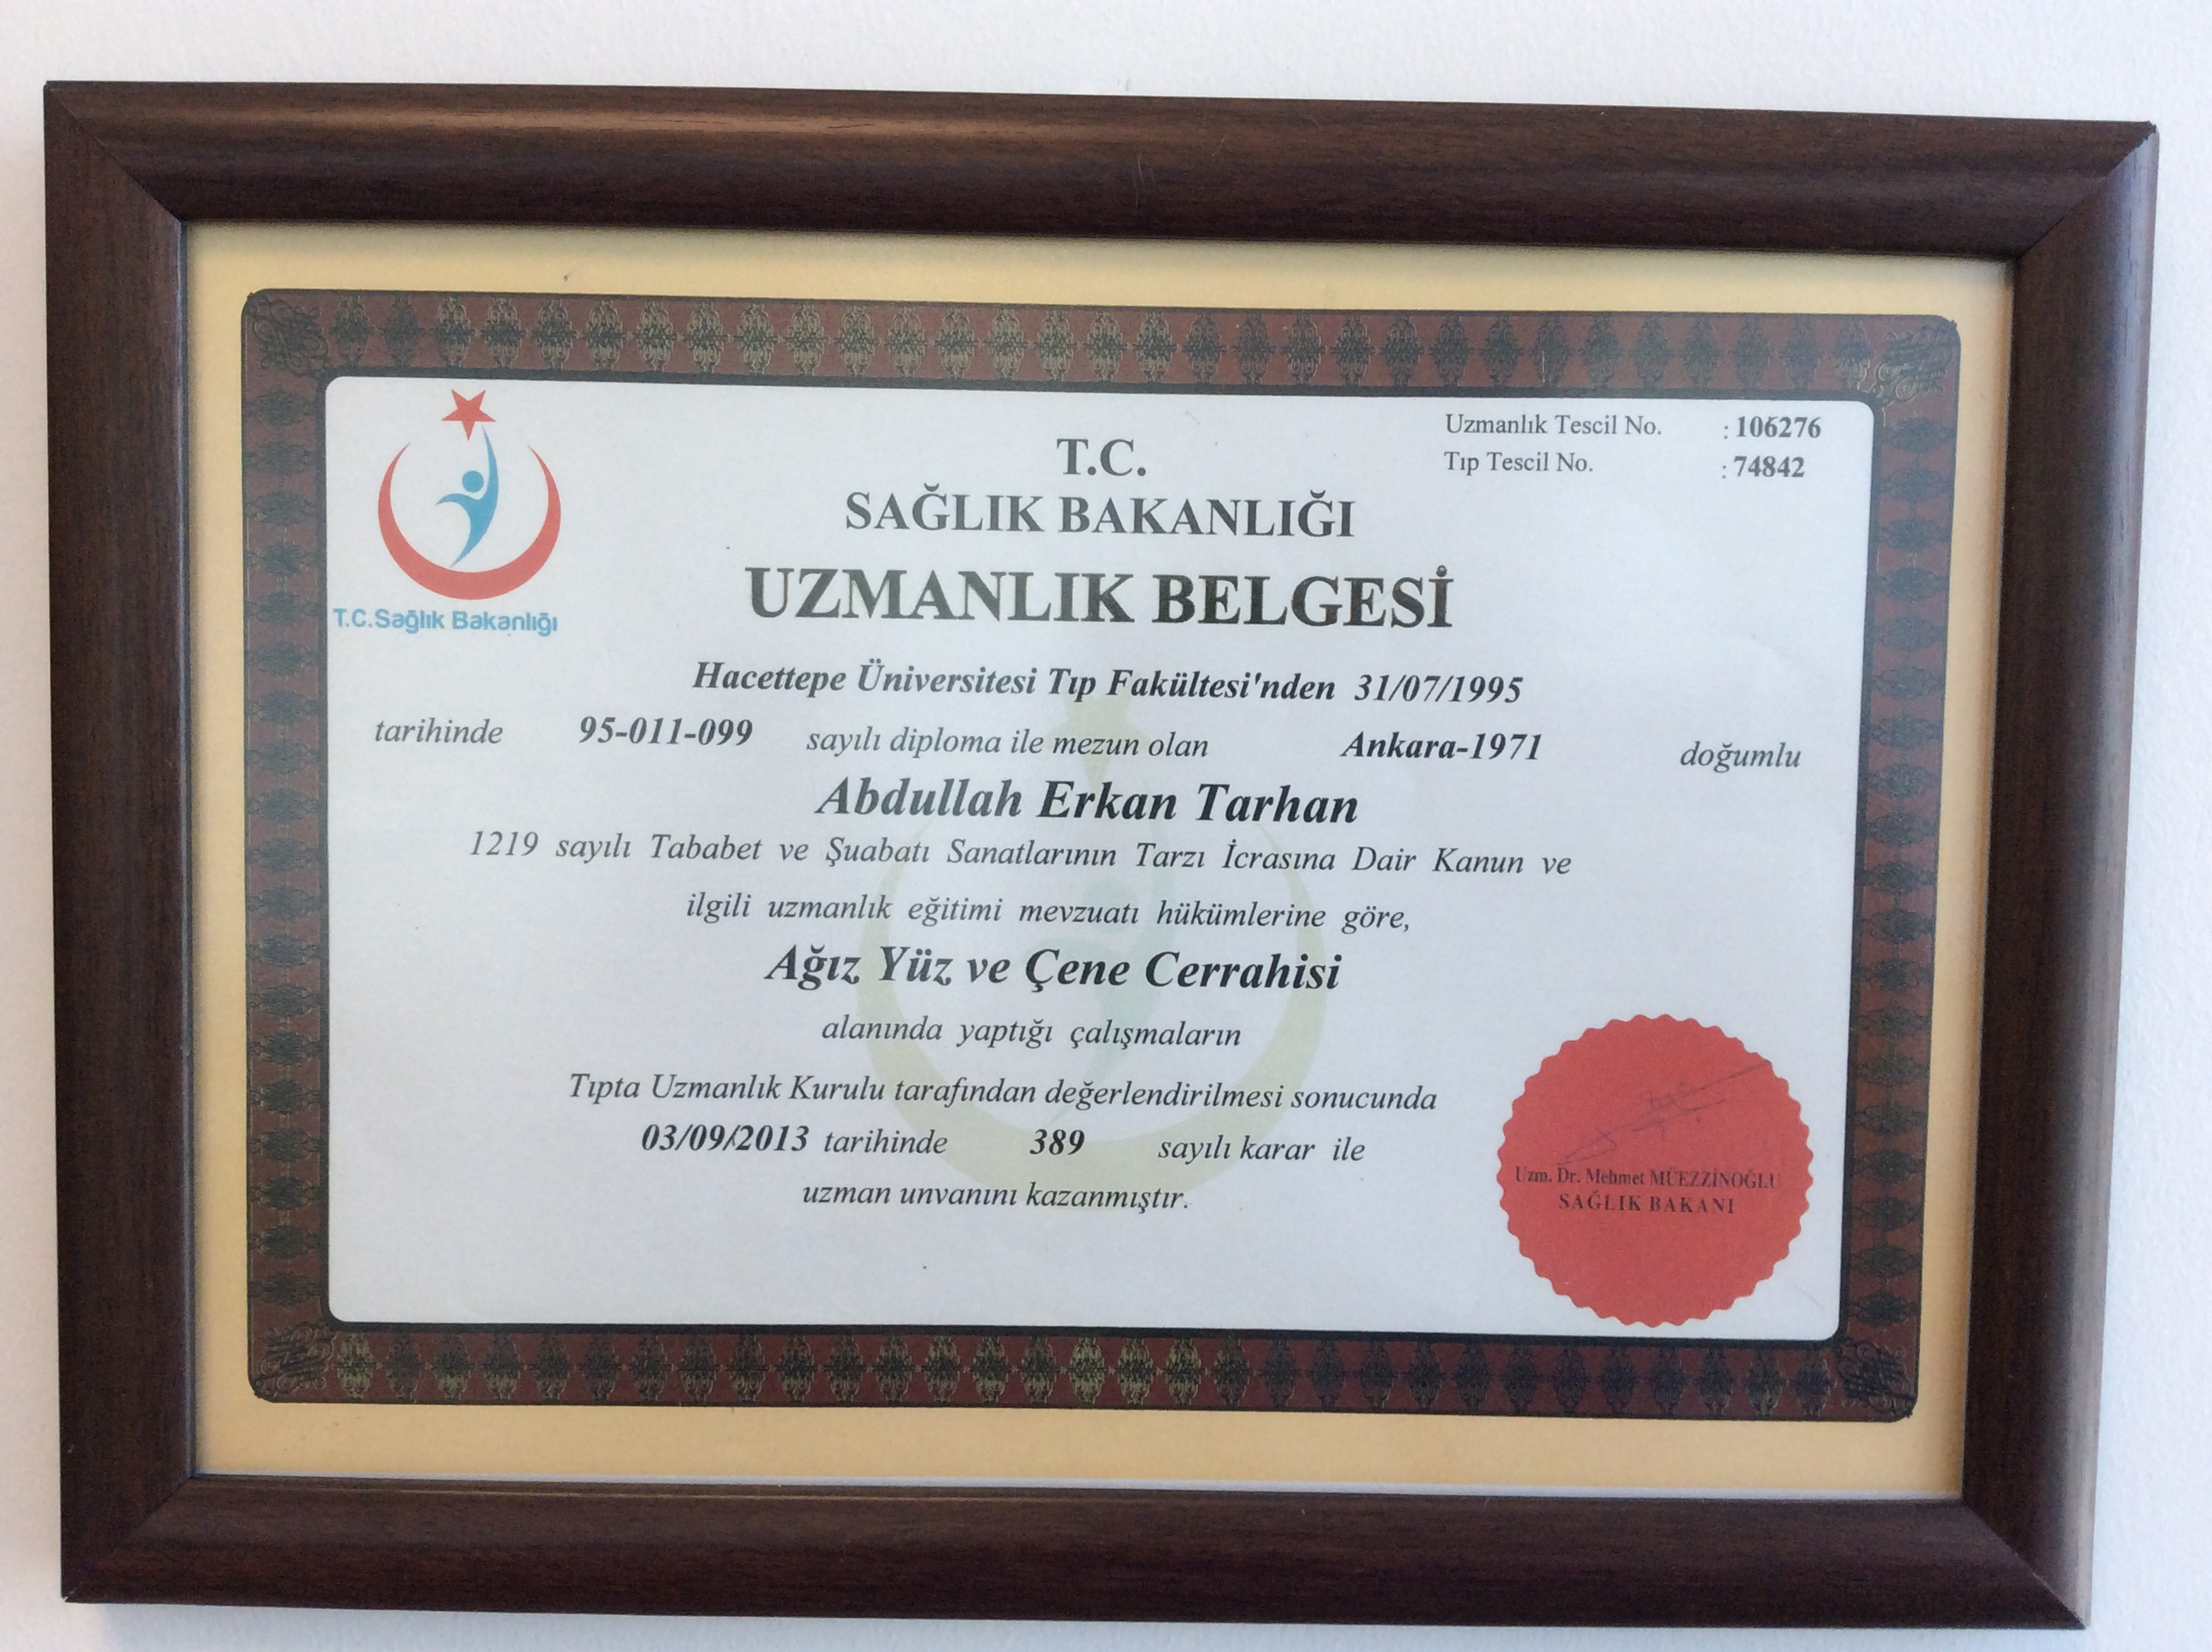 T.C.Sağlık Bakanlığı
Uzmanlık Tescil No. : 106276
Tıp Tescil No. : 74842
T.C.
SAĞLIK BAKANLIĞI
UZMANLIK BELGESİ
Hacettepe Üniversitesi Tıp Fakültesi'nden 31/07/1995
tarihinde 95-011-099 sayılı diploma ile mezun olan Ankara-1971 doğumlu
Abdullah Erkan Tarhan
1219 sayılı Tababet ve Şuabatı Sanatlarının Tarzı İcrasına Dair Kanun ve
ilgili uzmanlık eğitimi mevzuatı hükümlerine göre,
Ağız Yüz ve Çene Cerrahisi
alanında yaptığı çalışmaların
Tıpta Uzmanlık Kurulu tarafından değerlendirilmesi sonucunda
03/09/2013 tarihinde 389 sayılı karar ile
uzman unvanını kazanmıştır.
Uzm. Dr. Mehmet MÜEZZİNOĞLU
SAĞLIK BAKANI